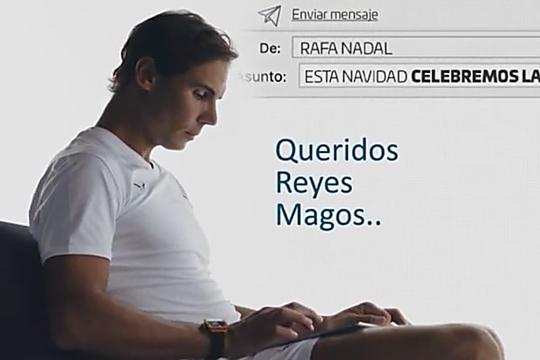 Enviar mensaje
De: RAFA NADAL
Asunto: ESTA NAVIDAD CELEBREMOS LA
Queridos
Reyes
Magos..